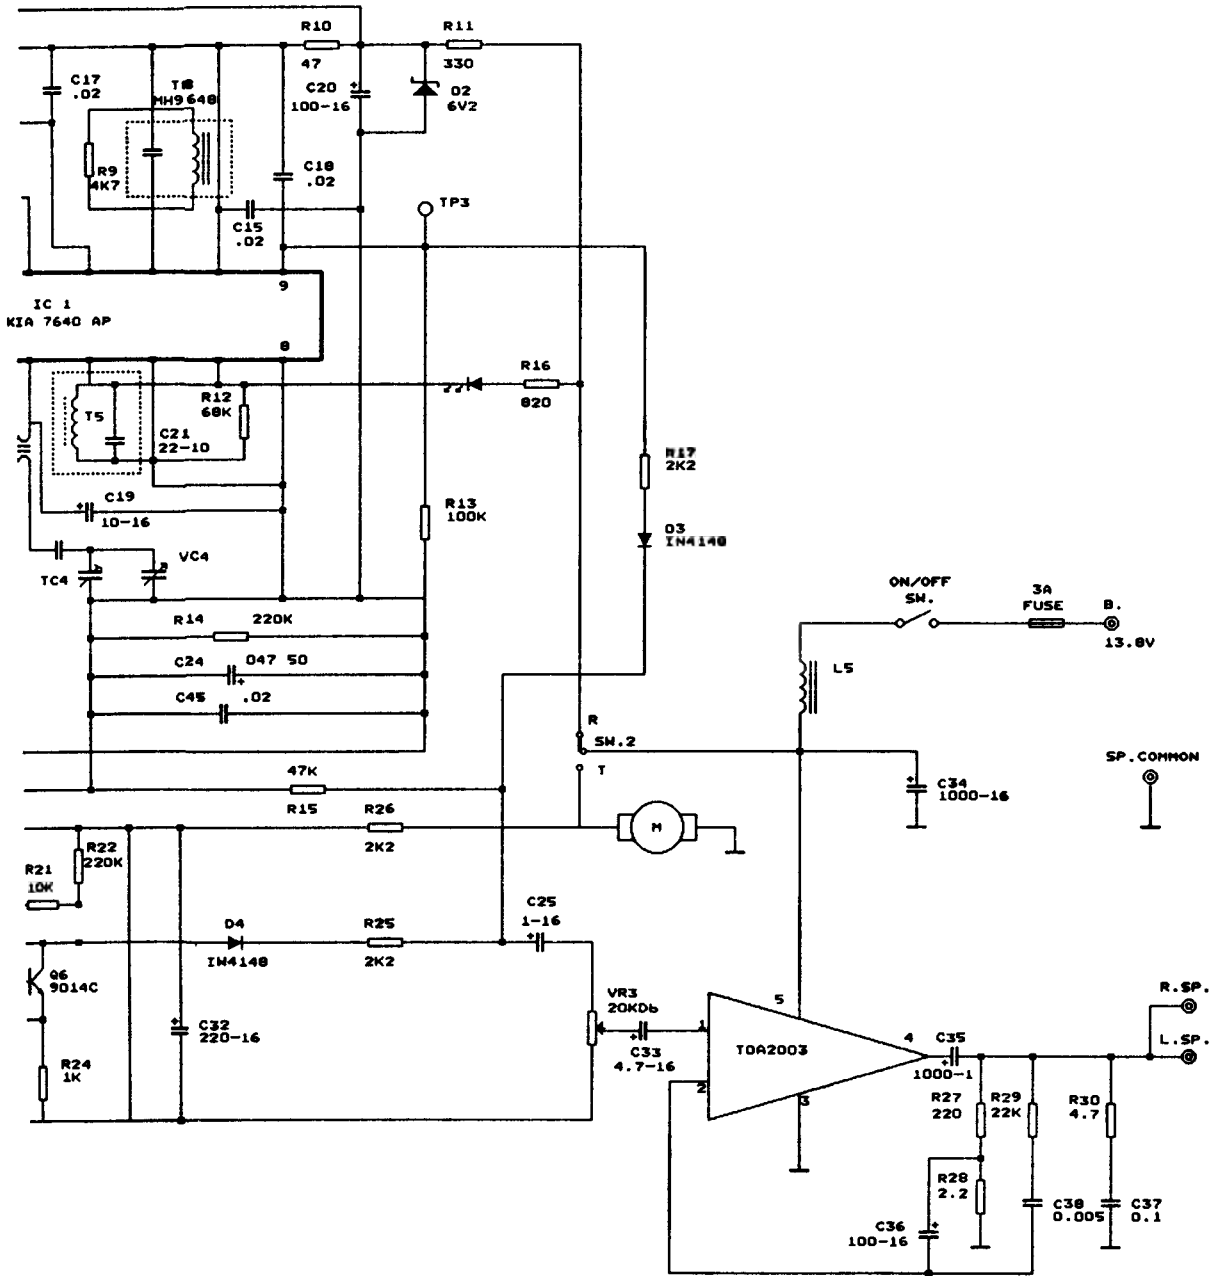 R10
R11
47
330
C17
.02
MH9648
C20
100-16
D2
6V2
R9
4K7
C18
.02
TP3
C15
.02
9
IC 1
KIA 7640 AP
8
R16
820
R12
68K
T5
C21
22-10
2K2
C19
10-16
R13
100K
D3
IN4148
TC4
VC4
ON/OFF
SW.
3A
FUSE
B.
13.8V
R14
220K
C24
047 50
C45
.02
L5
R
SW.2
T
SP.COMMON
47K
R15
C34
1000-16
R26
2K2
M
R22
220K
R21
10K
D4
IW4148
R25
2K2
C25
1-16
Q6
9014C
VR3
20KDb
5
R.SP.
C32
220-16
1
TDA2003
4
C35
L.SP.
C33
4.7-16
1000-1
R24
1K
2
3
R27
220
R29
22K
R30
4.7
R28
2.2
C36
100-16
C38
0.005
C37
0.1